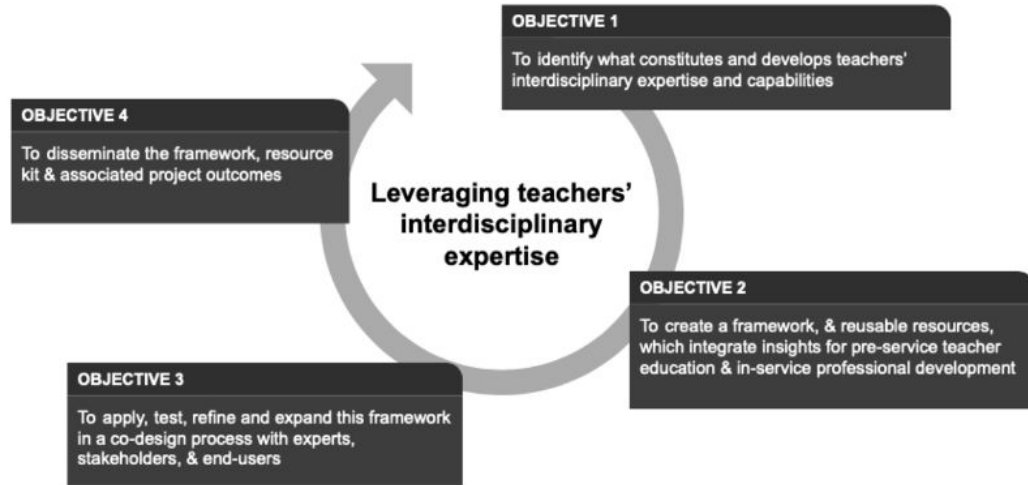 OBJECTIVE 1
To identify what constitutes and develops teachers'
interdisciplinary expertise and capabilities
OBJECTIVE 4
To disseminate the framework, resource
kit & associated project outcomes
Leveraging teachers'
interdisciplinary
expertise
OBJECTIVE 2
To create a framework, & reusable resources,
which integrate insights for pre-service teacher
education & in-service professional development
OBJECTIVE 3
To apply, test, refine and expand this framework
in a co-design process with experts,
stakeholders, & end-users